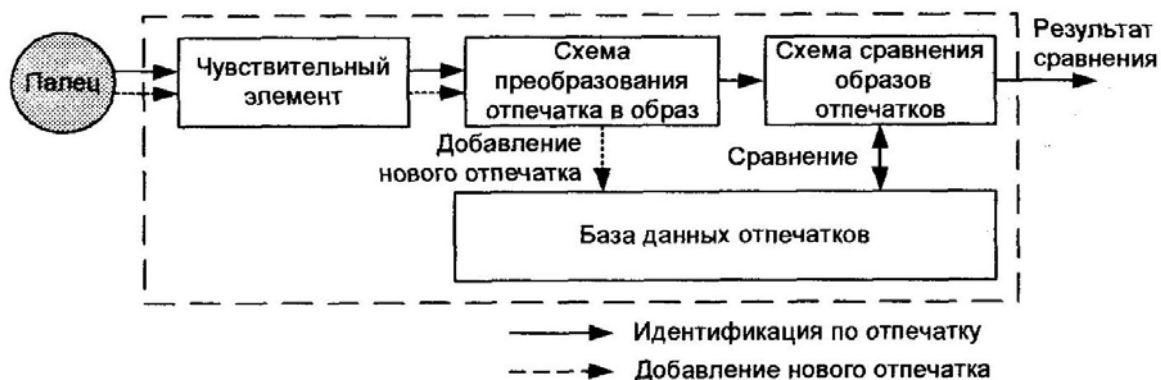 Палец
Чувствительный
элемент
Схема
преобразования
отпечатка в образ
Схема сравнения
образов
отпечатков
Результат
сравнения
Добавление
нового отпечатка
Сравнение
База данных отпечатков
Идентификация по отпечатку
Добавление нового отпечатка